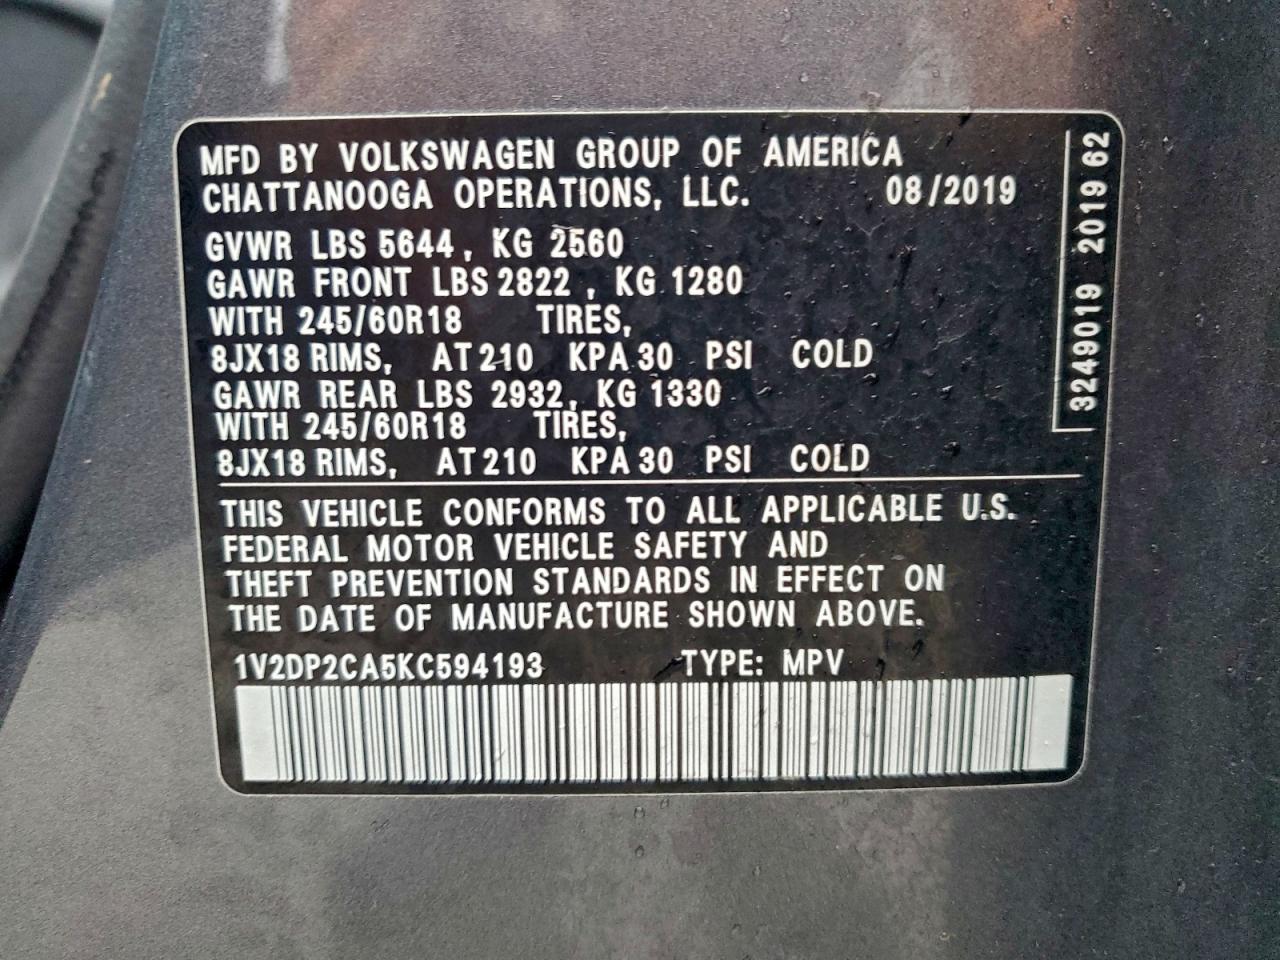 MFD BY VOLKSWAGEN GROUP OF AMERICA
CHATTANOOGA OPERATIONS, LLC. 08/2019
GVWR LBS 5644, KG 2560
GAWR FRONT LBS 2822, KG 1280
WITH 245/60R18 TIRES,
8JX18 RIMS, AT 210 KPA 30 PSI COLD
GAWR REAR LBS 2932, KG 1330
WITH 245/60R18 TIRES,
8JX18 RIMS, AT 210 KPA 30 PSI COLD
THIS VEHICLE CONFORMS TO ALL APPLICABLE U.S.
FEDERAL MOTOR VEHICLE SAFETY AND
THEFT PREVENTION STANDARDS IN EFFECT ON
THE DATE OF MANUFACTURE SHOWN ABOVE.
1V2DP2CA5KC594193 TYPE: MPV
3249019 2019 62